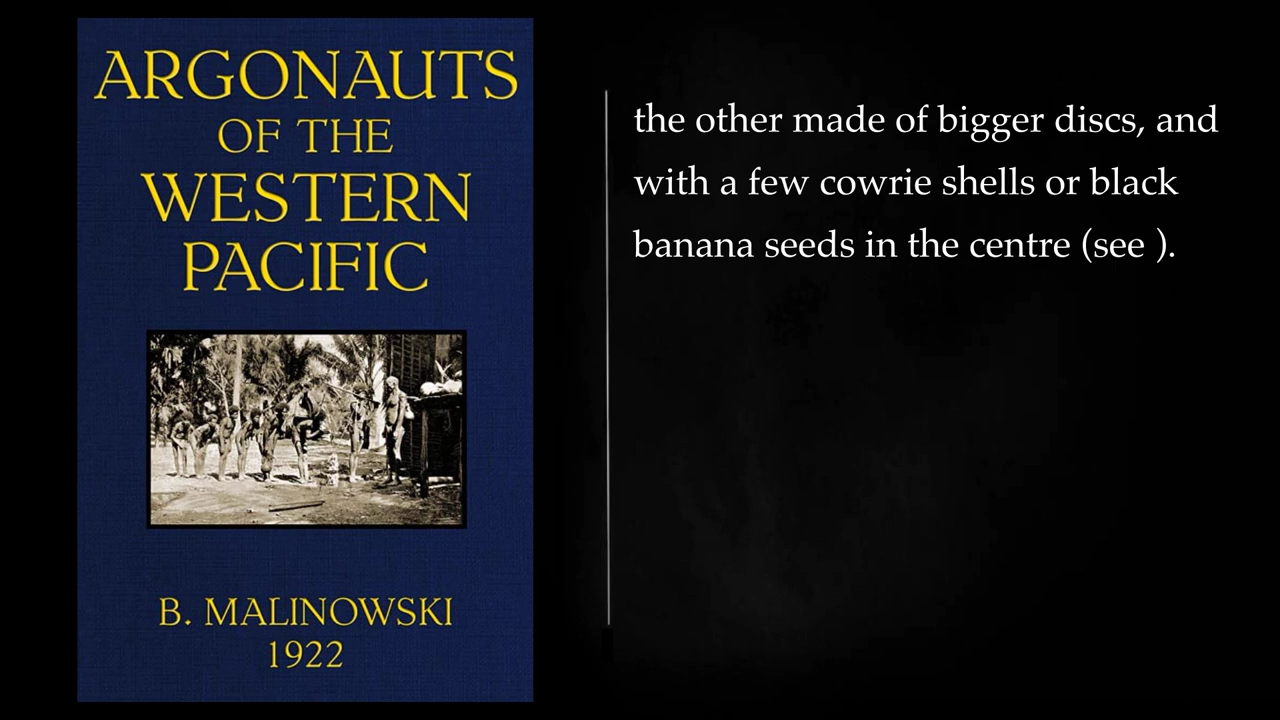 ARGONAUTS
OF THE
WESTERN
PACIFIC
B. MALINOWSKI
1922
the other made of bigger discs, and
with a few cowrie shells or black
banana seeds in the centre (see ).